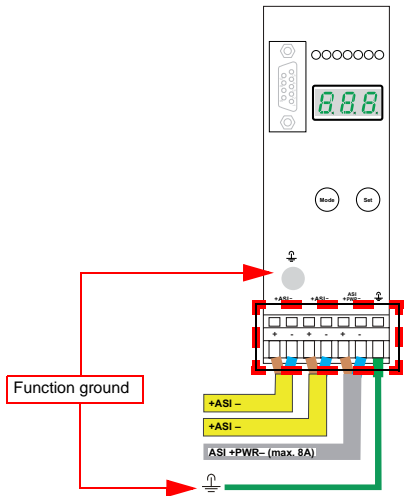 8.8.8.
Mode Set
+ASI– +ASI– ASI +PWR–
+ - + - + -
Function ground
+ASI –
+ASI –
ASI +PWR– (max. 8A)